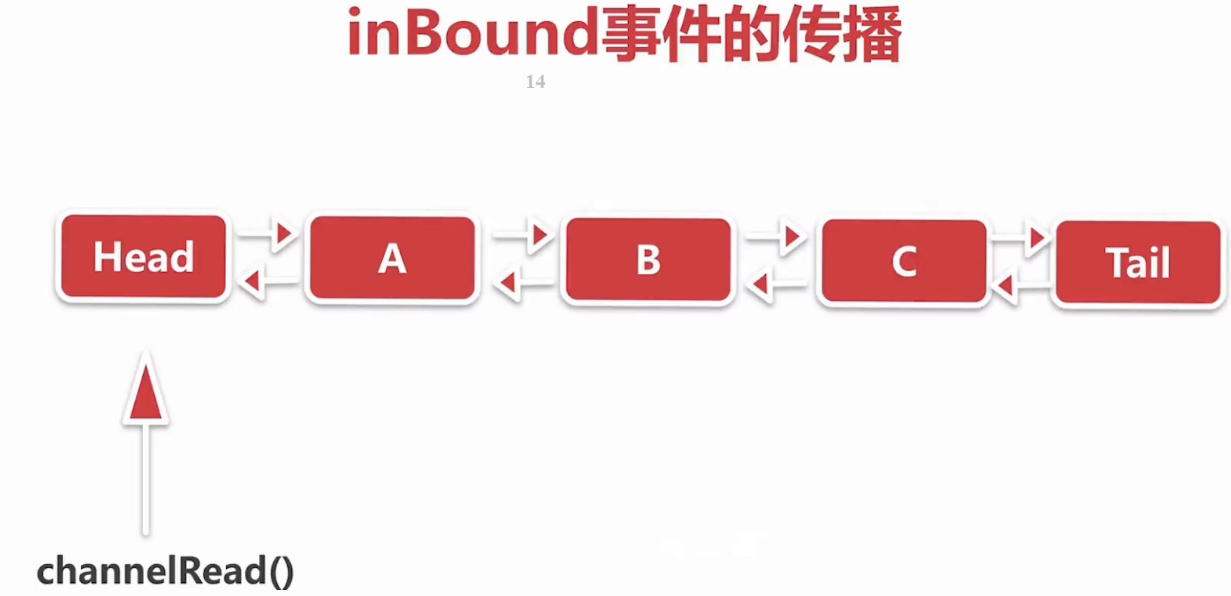 inBound事件的传播
14
Head
A
B
C
Tail
channelRead()